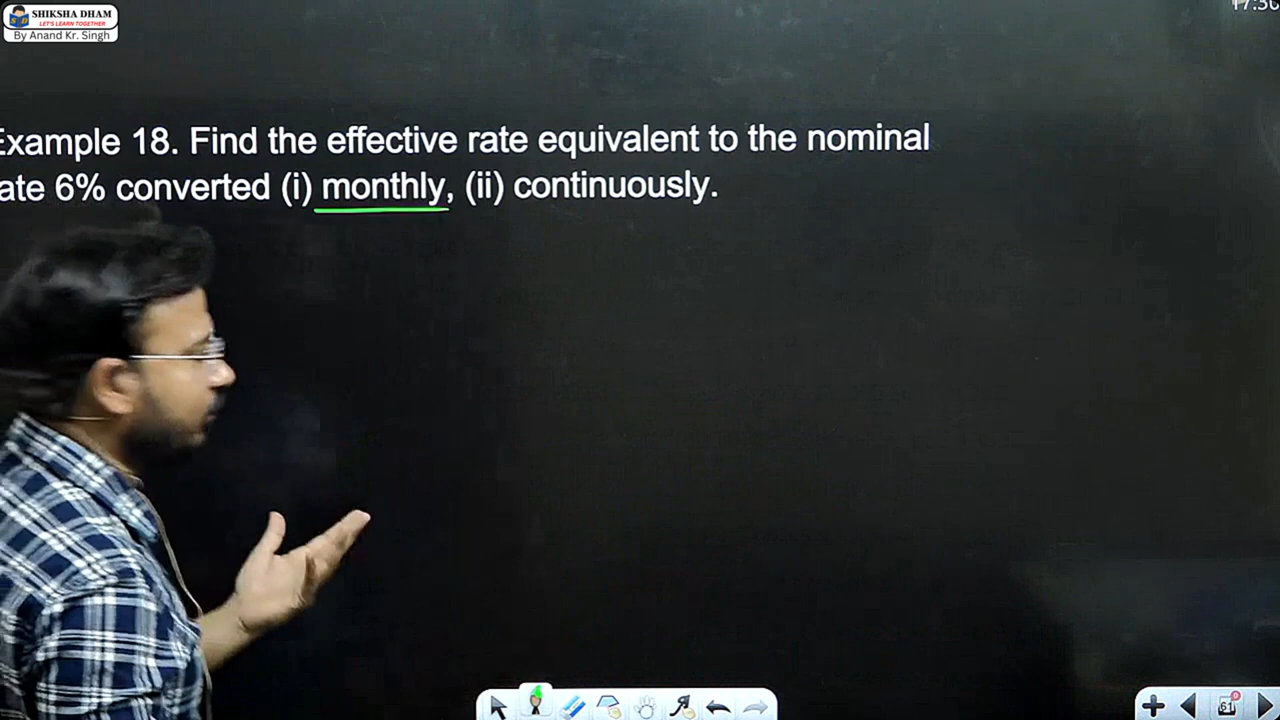 SHIKSHA DHAM
LET'S LEARN TOGETHER
By Anand Kr. Singh
Example 18. Find the effective rate equivalent to the nominal
ate 6% converted (i) monthly, (ii) continuously.
61